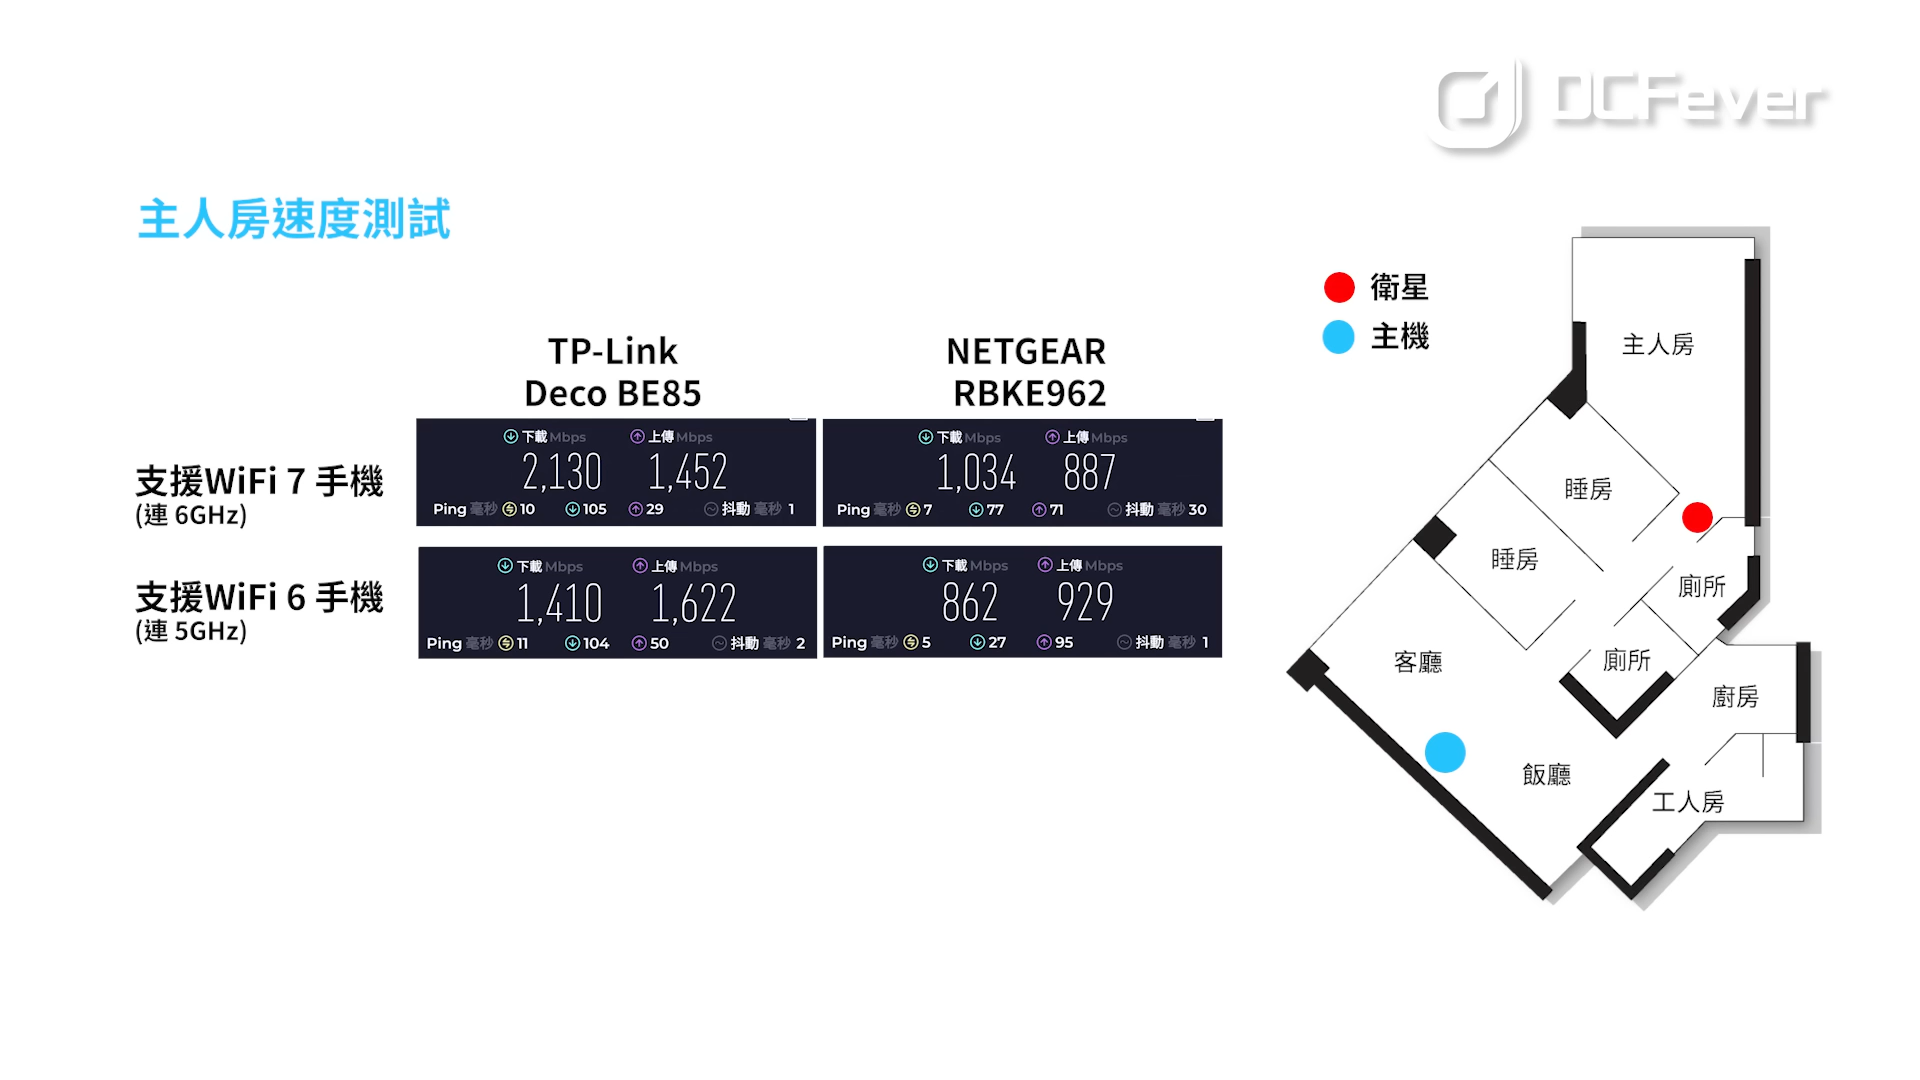 DCFever
主人房速度測試
TP-Link
Deco BE85
NETGEAR
RBKE962
支援WiFi 7 手機
(連 6GHz)
下載 Mbps 上傳 Mbps
2,130 1,452
Ping 毫秒 10 105 29 抖動 毫秒 1
下載 Mbps 上傳 Mbps
1,034 887
Ping 毫秒 7 77 71 抖動 毫秒 30
支援WiFi 6 手機
(連 5GHz)
下載 Mbps 上傳 Mbps
1,410 1,622
Ping 毫秒 11 104 50 抖動 毫秒 2
下載 Mbps 上傳 Mbps
862 929
Ping 毫秒 5 27 95 抖動 毫秒 1
衛星
主機
主人房
睡房
睡房
廁所
廁所
客廳
廚房
飯廳
工人房